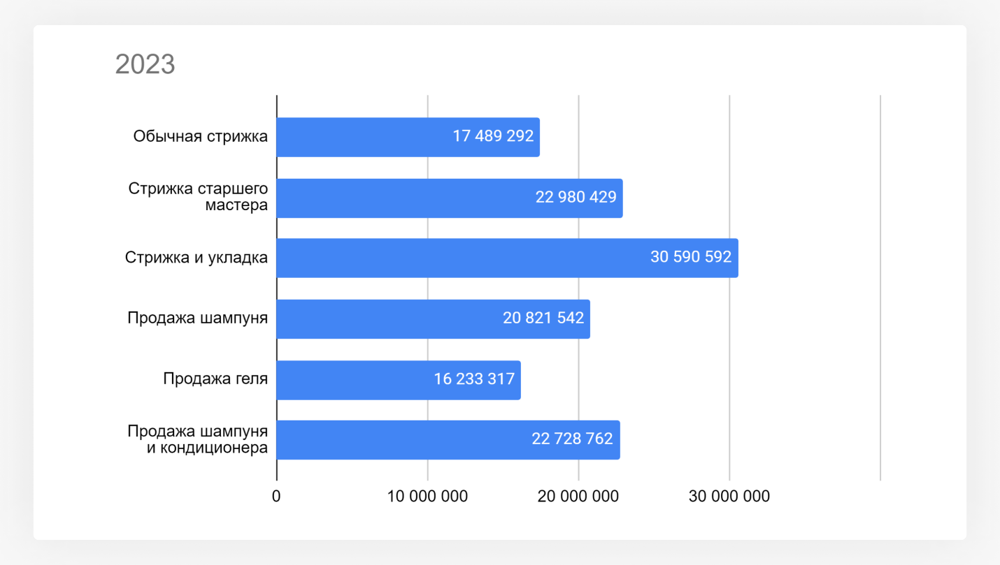 2023
Обычная стрижка
17 489 292
Стрижка старшего
мастера
22 980 429
Стрижка и укладка
30 590 592
Продажа шампуня
20 821 542
Продажа геля
16 233 317
Продажа шампуня
и кондиционера
22 728 762
0
10 000 000
20 000 000
30 000 000